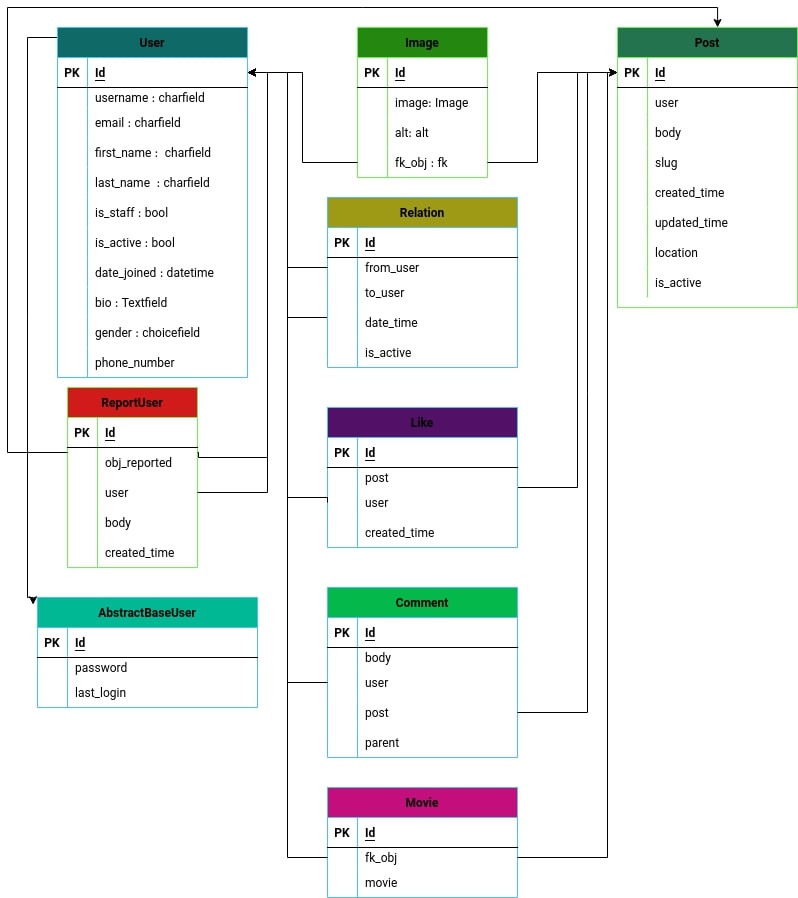 User
PK Id
username : charfield
email : charfield
first_name : charfield
last_name : charfield
is_staff : bool
is_active : bool
date_joined : datetime
bio : Textfield
gender : choicefield
phone_number
ReportUser
PK Id
obj_reported
user
body
created_time
AbstractBaseUser
PK Id
password
last_login
Image
PK Id
image: Image
alt: alt
fk_obj : fk
Relation
PK Id
from_user
to_user
date_time
is_active
Like
PK Id
post
user
created_time
Comment
PK Id
body
user
post
parent
Movie
PK Id
fk_obj
movie
Post
PK Id
user
body
slug
created_time
updated_time
location
is_active